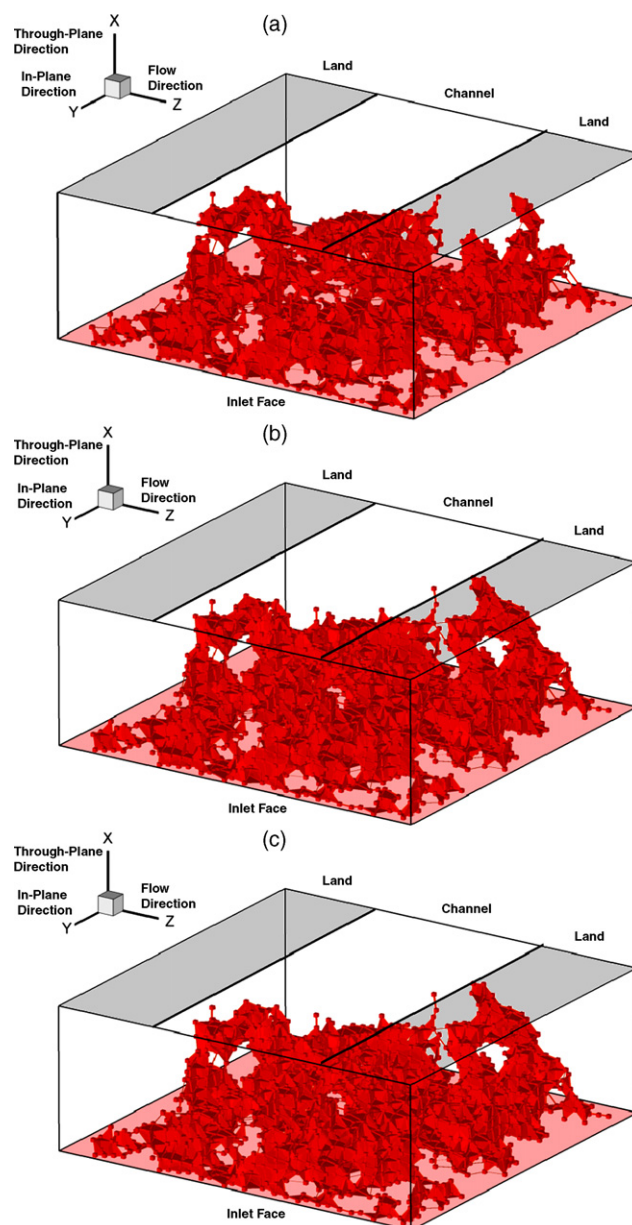 (a)
X
Through-Plane
Direction
In-Plane
Direction
Flow
Direction
Y
Z
Land
Channel
Land
Inlet Face
(b)
X
Through-Plane
Direction
In-Plane
Direction
Flow
Direction
Y
Z
Land
Channel
Land
Inlet Face
(c)
X
Through-Plane
Direction
In-Plane
Direction
Flow
Direction
Y
Z
Land
Channel
Land
Inlet Face